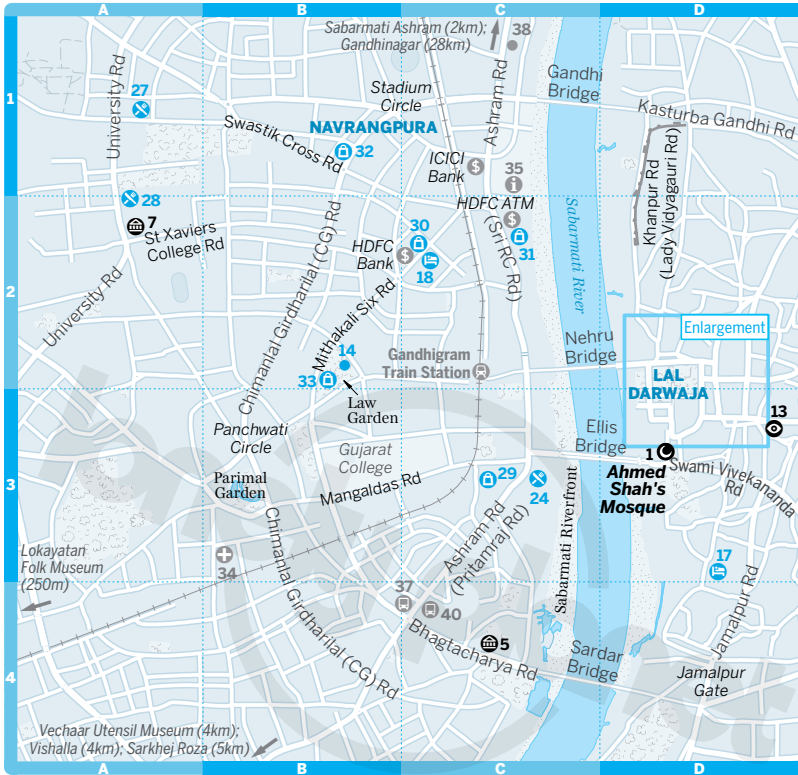 A
B
C
D
Sabarmati Ashram (2km);
Gandhinagar (28km)
38
University Rd
27
1
Stadium
Circle
Ashram Rd
Gandhi
Bridge
1
Kasturba Gandhi Rd
Swastik Cross Rd
NAVRANGPURA
32
ICICI
Bank
35
Khanpur Rd
(Lady Vidyagauri Rd)
28
7
St Xaviers
College Rd
HDFC ATM
(Sri RC Rd)
Sabarmati River
30
31
HDFC
Bank
18
2
University Rd
Chimanlal Girdharilal (CG) Rd
Mithakali Six Rd
2
Enlargement
Nehru
Bridge
14
Gandhigram
Train Station
33
Law
Garden
LAL
DARWAJA
13
Panchwati
Circle
Gujarat
College
Ellis
Bridge
1
Ahmed
Shah's
Mosque
Swami Vivekananda
Rd
3
Parimal
Garden
Mangaldas Rd
29
24
3
Lokayatan
Folk Museum
(250m)
34
Chimanlal Girdharilal (CG) Rd
Ashram Rd
(Pritamraj Rd)
Sabarmati Riverfront
17
Jamalpur Rd
37
40
Bhagtacharya Rd
5
Sardar
Bridge
Jamalpur
Gate
4
4
Vechaar Utensil Museum (4km);
Vishalla (4km); Sarkhej Roza (5km)
A
B
C
D
lonely planet